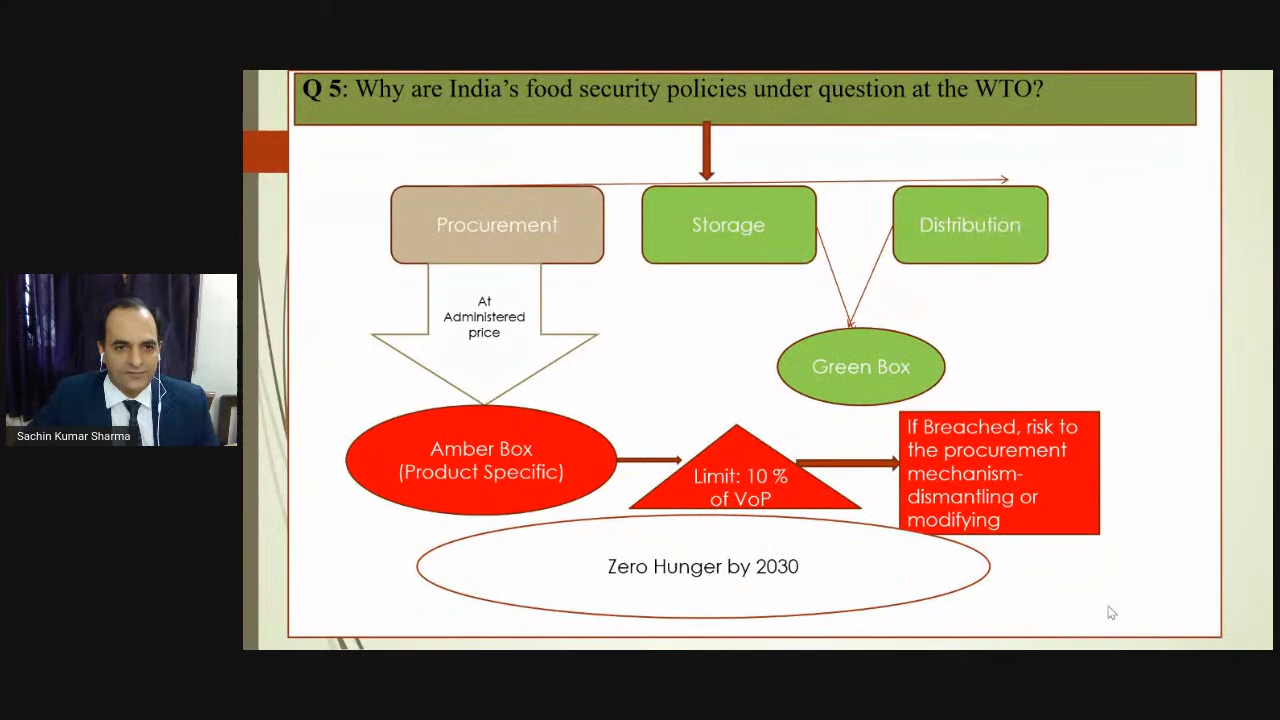 Q 5: Why are India’s food security policies under question at the WTO?
Procurement
Storage
Distribution
At
Administered
price
Green Box
Amber Box
(Product Specific)
Limit: 10 %
of VoP
If Breached, risk to
the procurement
mechanism-
dismantling or
modifying
Zero Hunger by 2030
Sachin Kumar Sharma